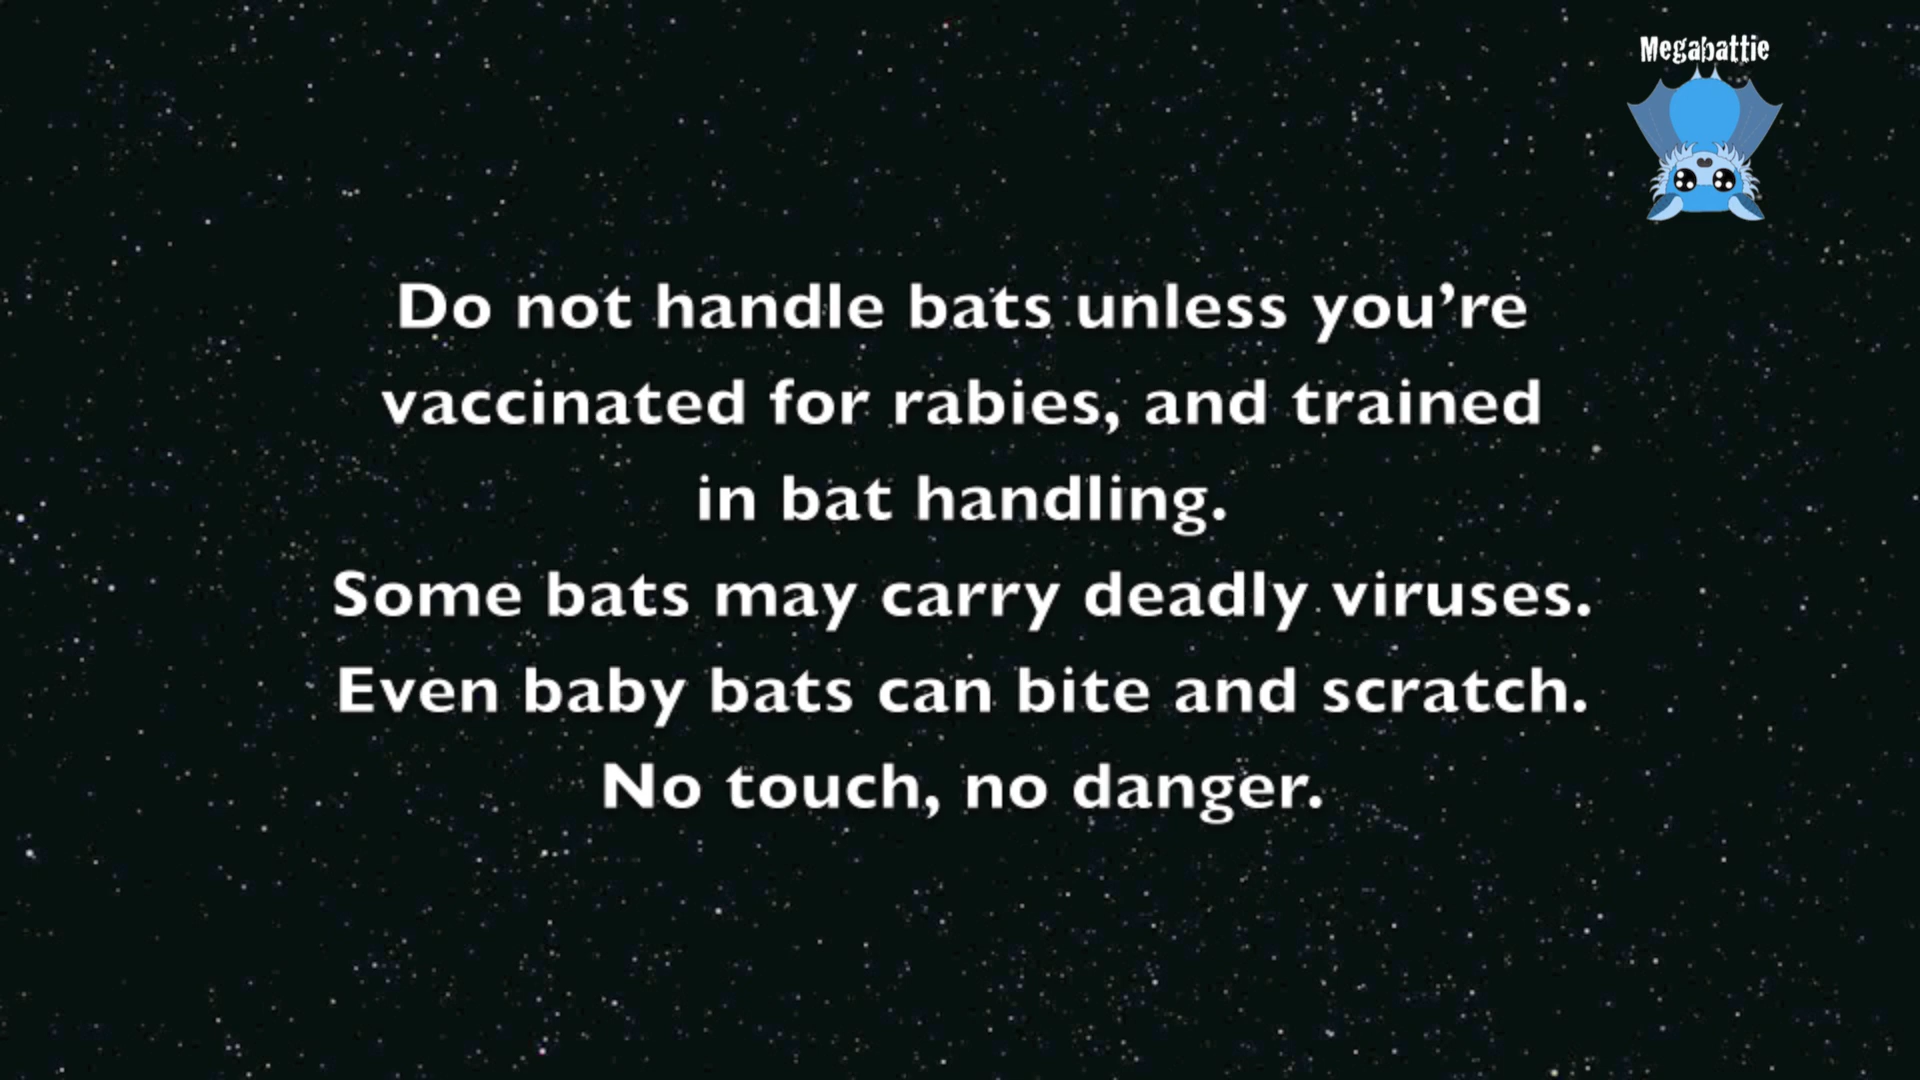 Megabattie
Do not handle bats unless you’re
vaccinated for rabies, and trained
in bat handling.
Some bats may carry deadly viruses.
Even baby bats can bite and scratch.
No touch, no danger.